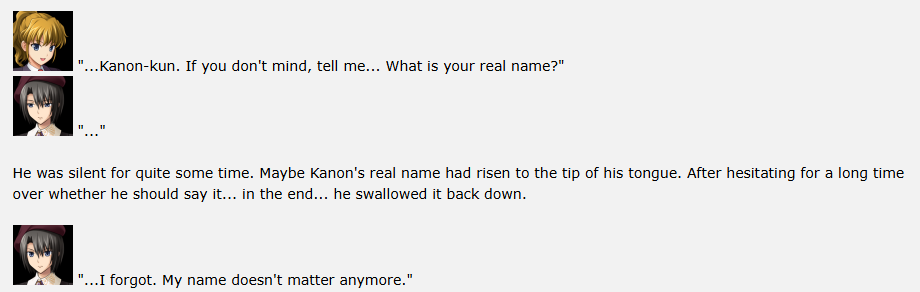 "...Kanon-kun. If you don't mind, tell me... What is your real name?"
"..."
He was silent for quite some time. Maybe Kanon's real name had risen to the tip of his tongue. After hesitating for a long time
over whether he should say it... in the end... he swallowed it back down.
"...I forgot. My name doesn't matter anymore."